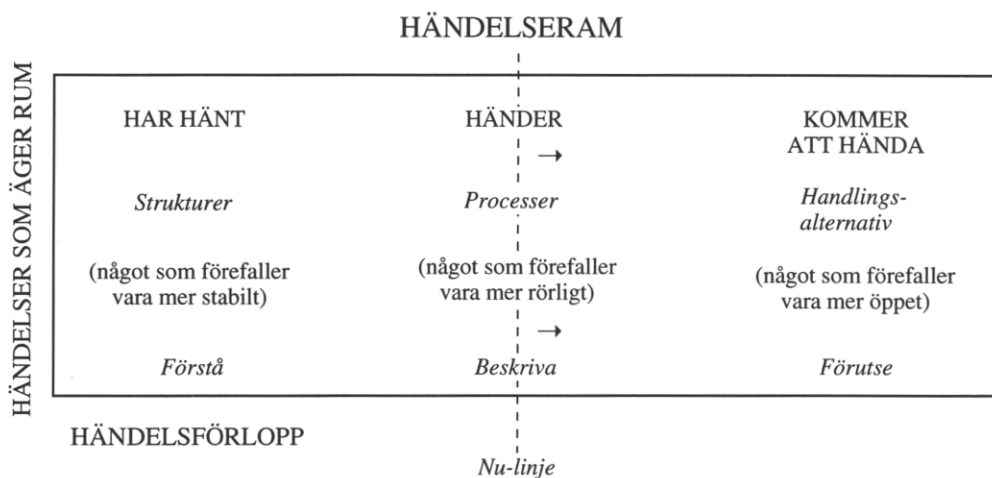 HÄNDELSERAM
HÄNDELSER SOM ÄGER RUM
HAR HÄNT
HÄNDER
KOMMER
ATT HÄNDA
→
Strukturer
Processer
Handlings-
alternativ
(något som förefaller
vara mer stabilt)
(något som förefaller
vara mer rörligt)
(något som förefaller
vara mer öppet)
→
Förstå
Beskriva
Förutse
HÄNDELSFÖRLOPP
Nu-linje